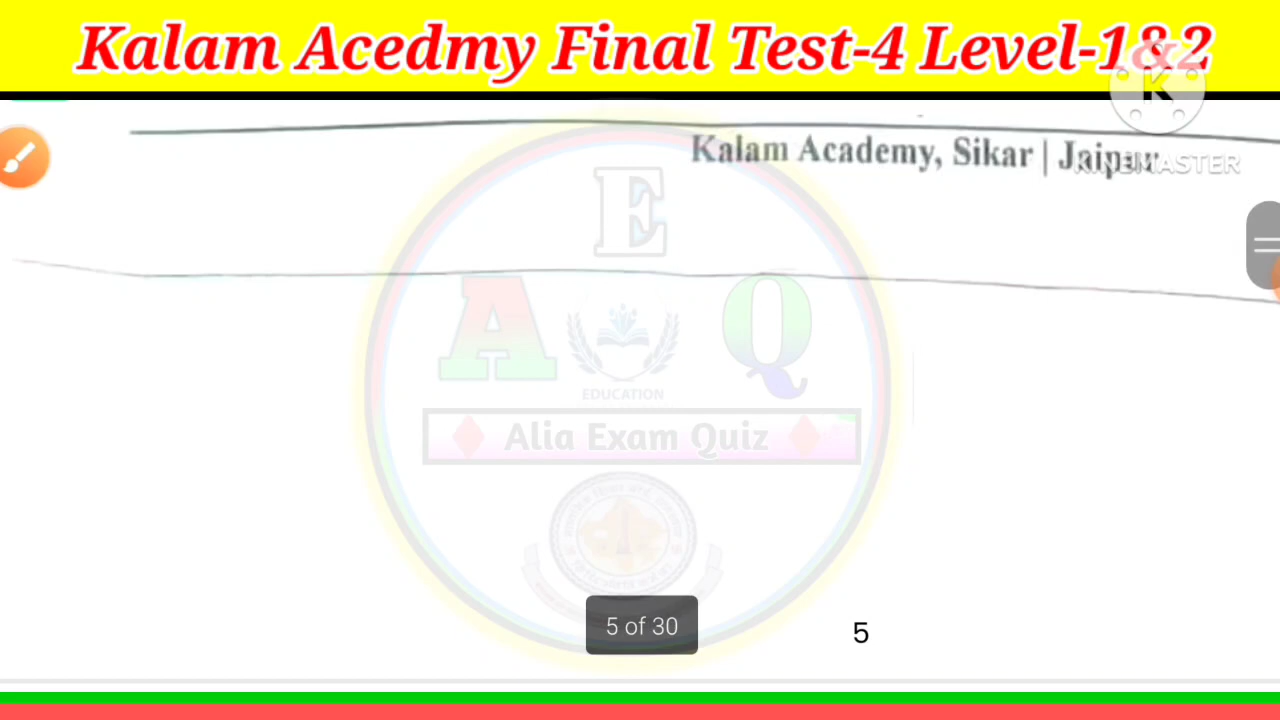 Kalam Acedmy Final Test-4 Level-1&2
K
KINEMASTER
Kalam Academy, Sikar | Jaipur
E
A Q
EDUCATION
Alia Exam Quiz
5 of 30
5